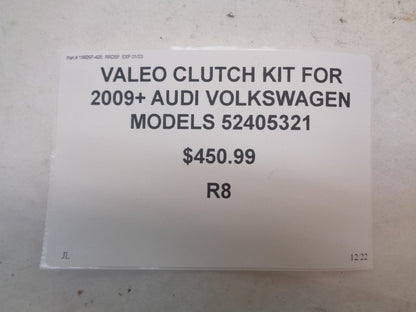 VALEO CLUTCH KIT FOR
2009+ AUDI VOLKSWAGEN
MODELS 52405321
$450.99
R8
JL 12/22